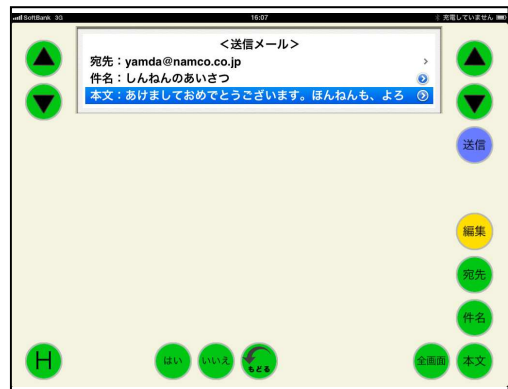 SoftBank 3G 16:07 充電していません
＜送信メール＞
宛先：yamda@namco.co.jp
件名：しんねんのあいさつ
本文：あけましておめでとうございます。ほんねんも、よろ
送信
編集
宛先
件名
H はい いいえ もどる 全画面 本文